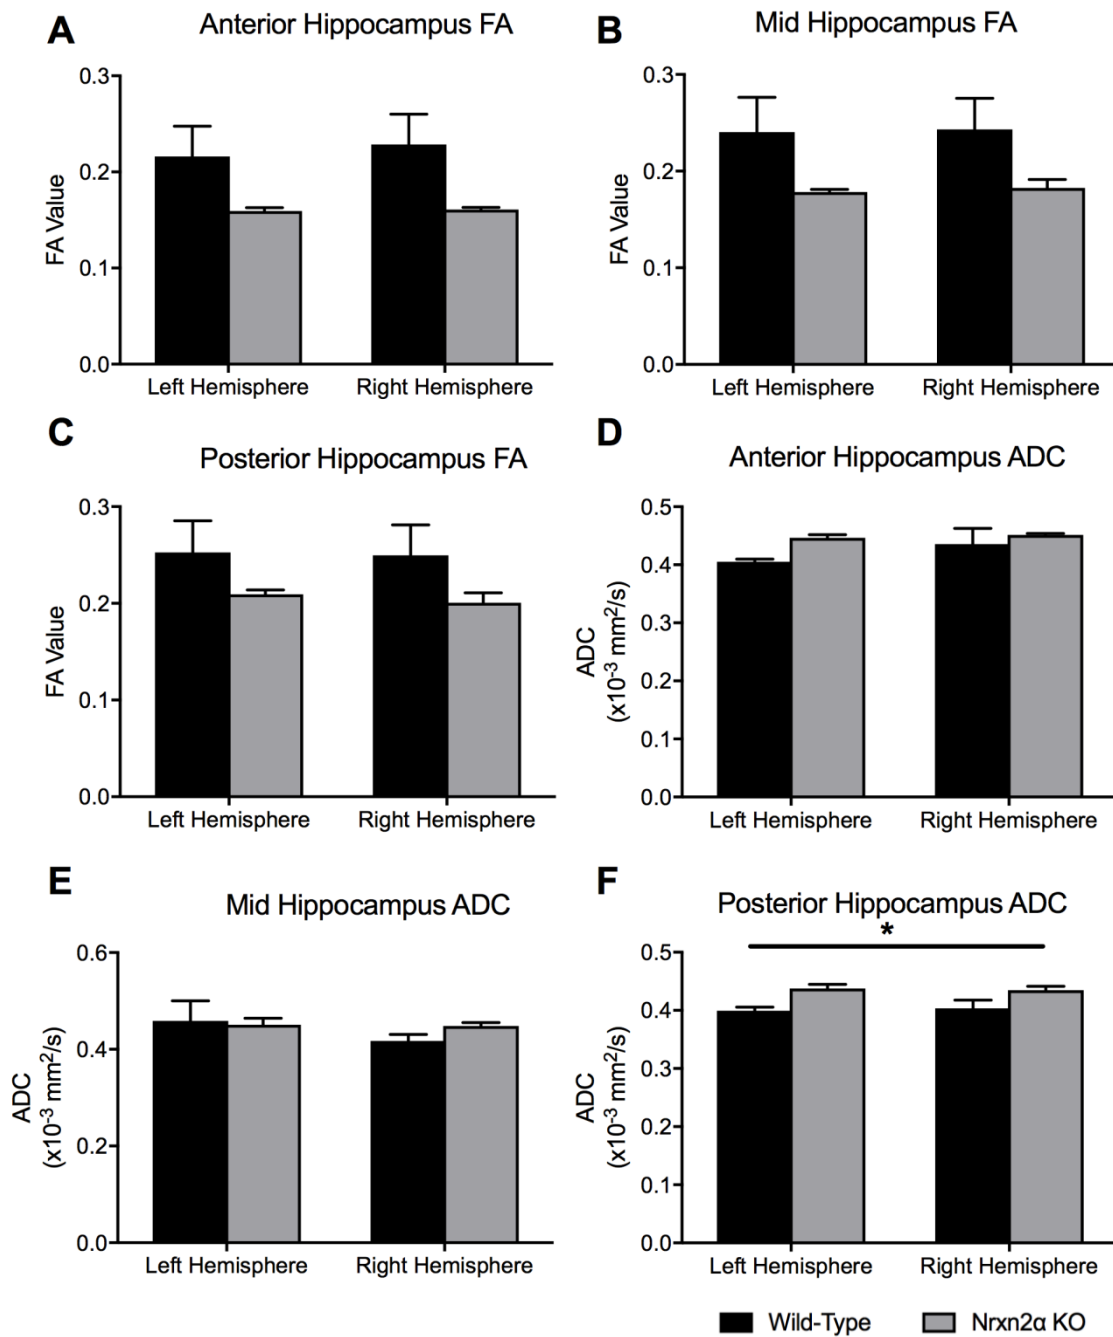 A
Anterior Hippocampus FA
0.3
0.2
0.1
0.0
FA Value
Left Hemisphere
Right Hemisphere
B
Mid Hippocampus FA
0.3
0.2
0.1
0.0
FA Value
Left Hemisphere
Right Hemisphere
C
Posterior Hippocampus FA
0.3
0.2
0.1
0.0
FA Value
Left Hemisphere
Right Hemisphere
D
Anterior Hippocampus ADC
0.5
0.4
0.3
0.2
0.1
0.0
ADC
(x10⁻³ mm²/s)
Left Hemisphere
Right Hemisphere
E
Mid Hippocampus ADC
0.6
0.4
0.2
0.0
ADC
(x10⁻³ mm²/s)
Left Hemisphere
Right Hemisphere
F
Posterior Hippocampus ADC
*
0.5
0.4
0.3
0.2
0.1
0.0
ADC
(x10⁻³ mm²/s)
Left Hemisphere
Right Hemisphere
Wild-Type
Nrxn2α KO